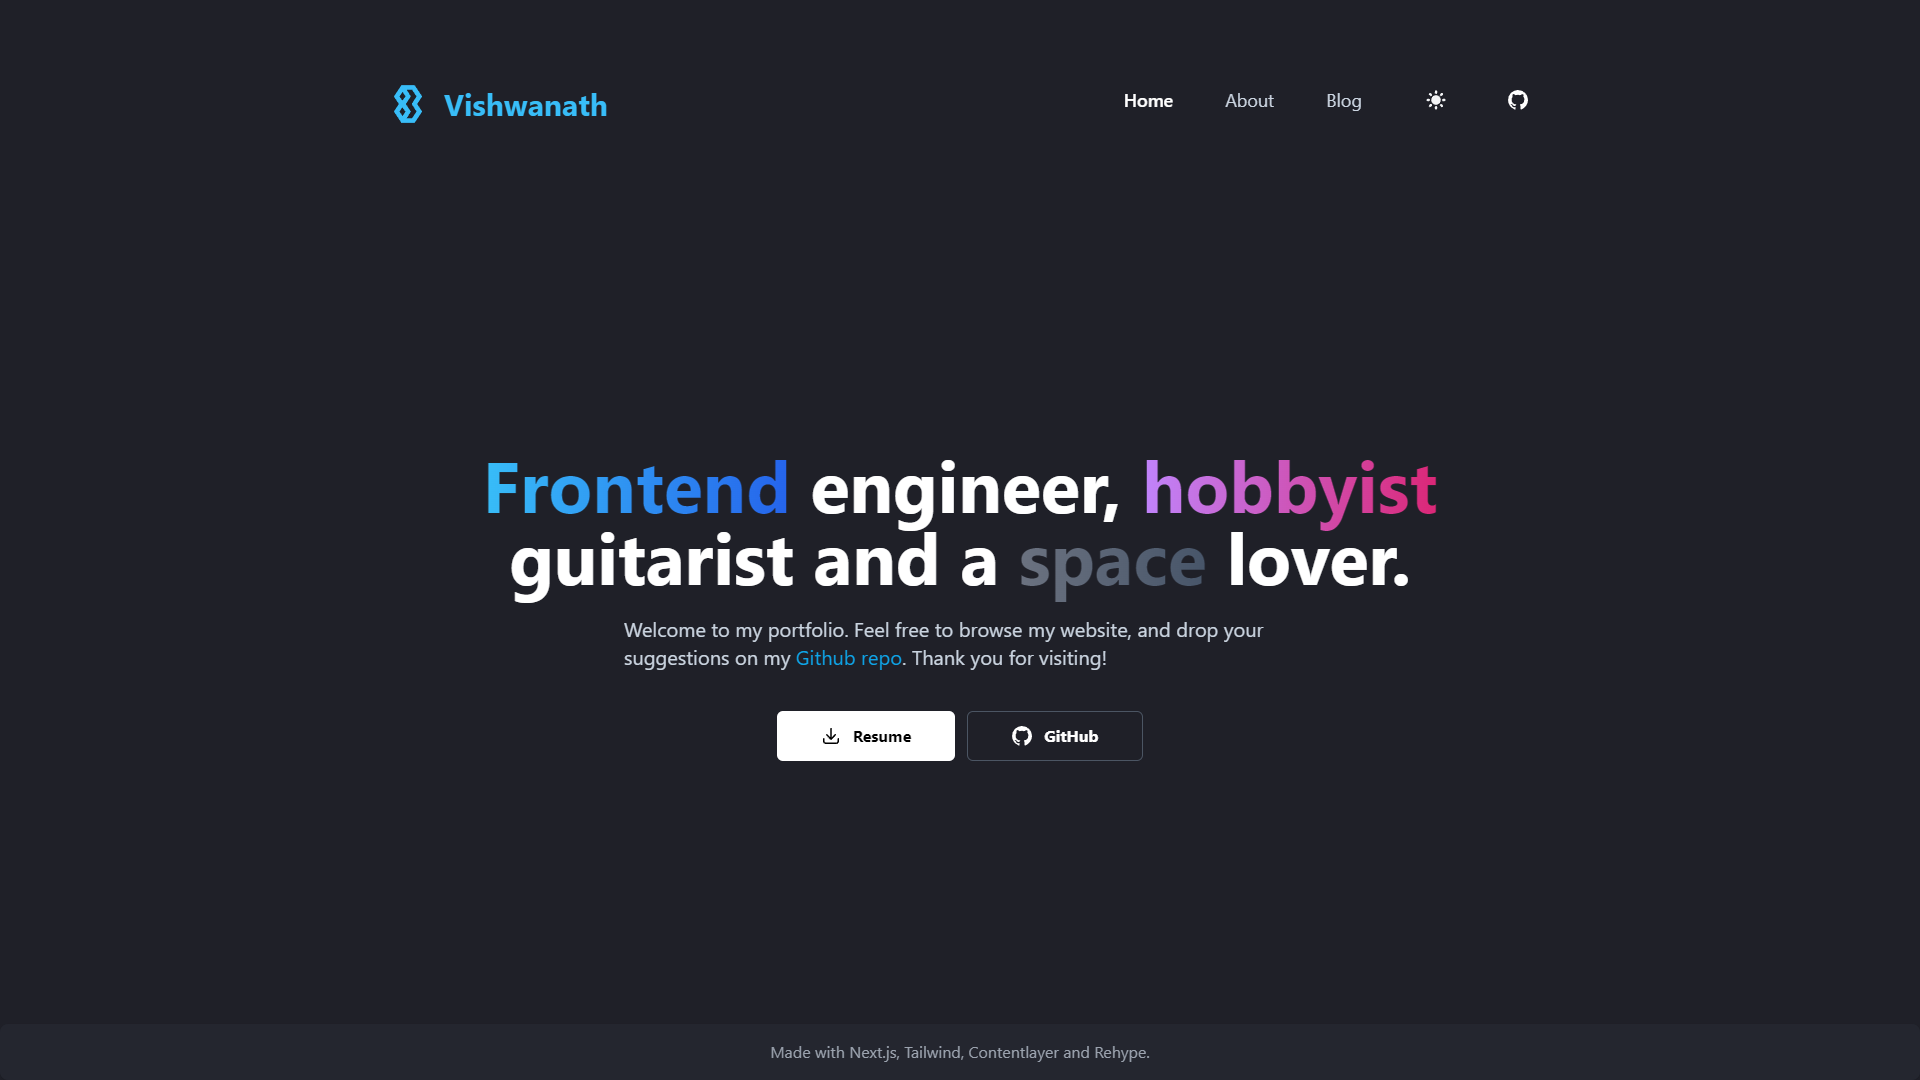 Vishwanath
Home About Blog
Frontend engineer, hobbyist
guitarist and a space lover.
Welcome to my portfolio. Feel free to browse my website, and drop your
suggestions on my Github repo. Thank you for visiting!
Resume GitHub
Made with Next.js, Tailwind, Contentlayer and Rehype.